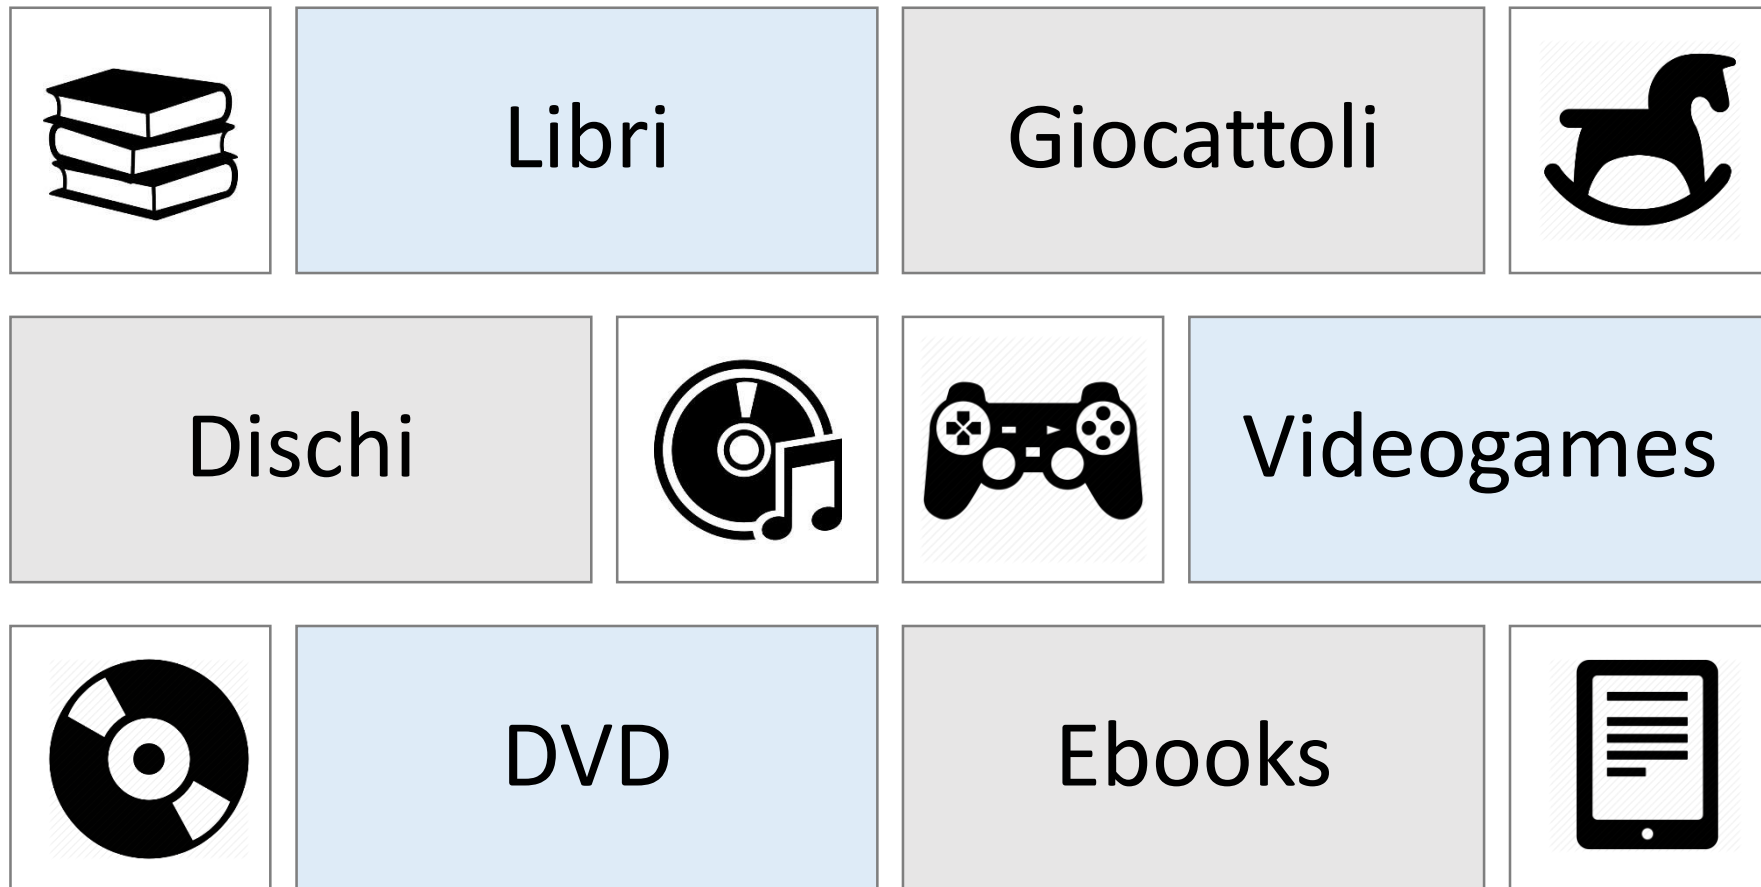 Libri
Giocattoli
Dischi
Videogames
DVD
Ebooks